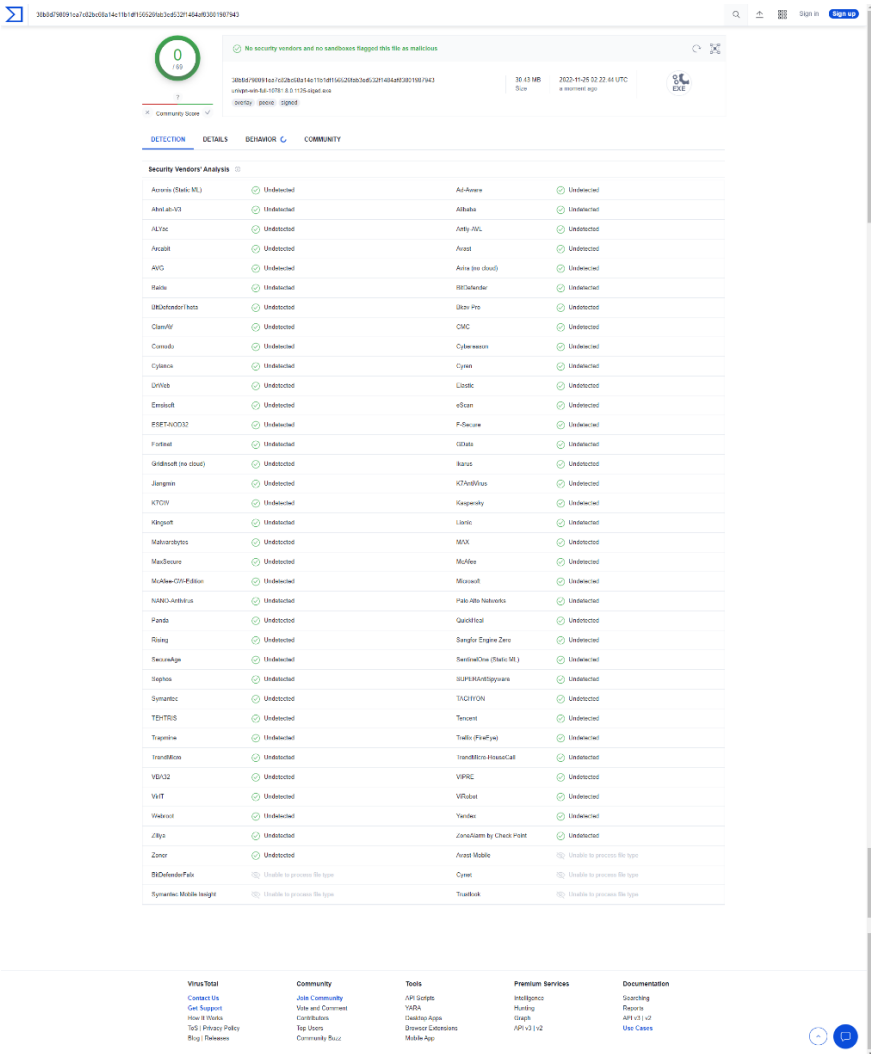 Sign in
Sign up
0
/ 69
No security vendors and no sandboxes flagged this file as malicious
30.43 MB
Size
2022-11-25 02:22:44 UTC
a moment ago
EXE
overlay peexe signed
?
Community Score
DETECTION DETAILS BEHAVIOR COMMUNITY
Security Vendors' Analysis
Acronis (Static ML) Undetected Ad-Aware Undetected
AhnLab-V3 Undetected Alibaba Undetected
ALYac Undetected Antiy-AVL Undetected
Arcabit Undetected Avast Undetected
AVG Undetected Avira (no cloud) Undetected
Baidu Undetected BitDefender Undetected
BitDefenderTheta Undetected Bkav Pro Undetected
ClamAV Undetected CMC Undetected
Comodo Undetected Cybereason Undetected
Cylance Undetected Cyren Undetected
DrWeb Undetected Elastic Undetected
Emsisoft Undetected eScan Undetected
ESET-NOD32 Undetected F-Secure Undetected
Fortinet Undetected GData Undetected
Gridinsoft (no cloud) Undetected Ikarus Undetected
Jiangmin Undetected K7AntiVirus Undetected
K7GW Undetected Kaspersky Undetected
Kingsoft Undetected Lionic Undetected
Malwarebytes Undetected MAX Undetected
MaxSecure Undetected McAfee Undetected
McAfee-GW-Edition Undetected Microsoft Undetected
NANO-Antivirus Undetected Palo Alto Networks Undetected
Panda Undetected QuickHeal Undetected
Rising Undetected Sangfor Engine Zero Undetected
SecureAge Undetected SentinelOne (Static ML) Undetected
Sophos Undetected SUPERAntiSpyware Undetected
Symantec Undetected TACHYON Undetected
TEHTRIS Undetected Tencent Undetected
Trapmine Undetected Trellix (FireEye) Undetected
TrendMicro Undetected TrendMicro-HouseCall Undetected
VBA32 Undetected VIPRE Undetected
VirIT Undetected ViRobot Undetected
Webroot Undetected Yandex Undetected
Zillya Undetected ZoneAlarm by Check Point Undetected
Zoner Undetected Avast-Mobile Unable to process file type
BitDefenderFalx Unable to process file type Cynet Unable to process file type
Symantec Mobile Insight Unable to process file type Trustlook Unable to process file type
VirusTotal Community Tools Premium Services Documentation
Contact Us Join Community API Scripts Intelligence Searching
Get Support Vote and Comment YARA Hunting Reports
How It Works Contributors Desktop Apps Graph API v3 | v2
ToS | Privacy Policy Top Users Browser Extensions API v3 | v2 Use Cases
Blog | Releases Community Buzz Mobile App